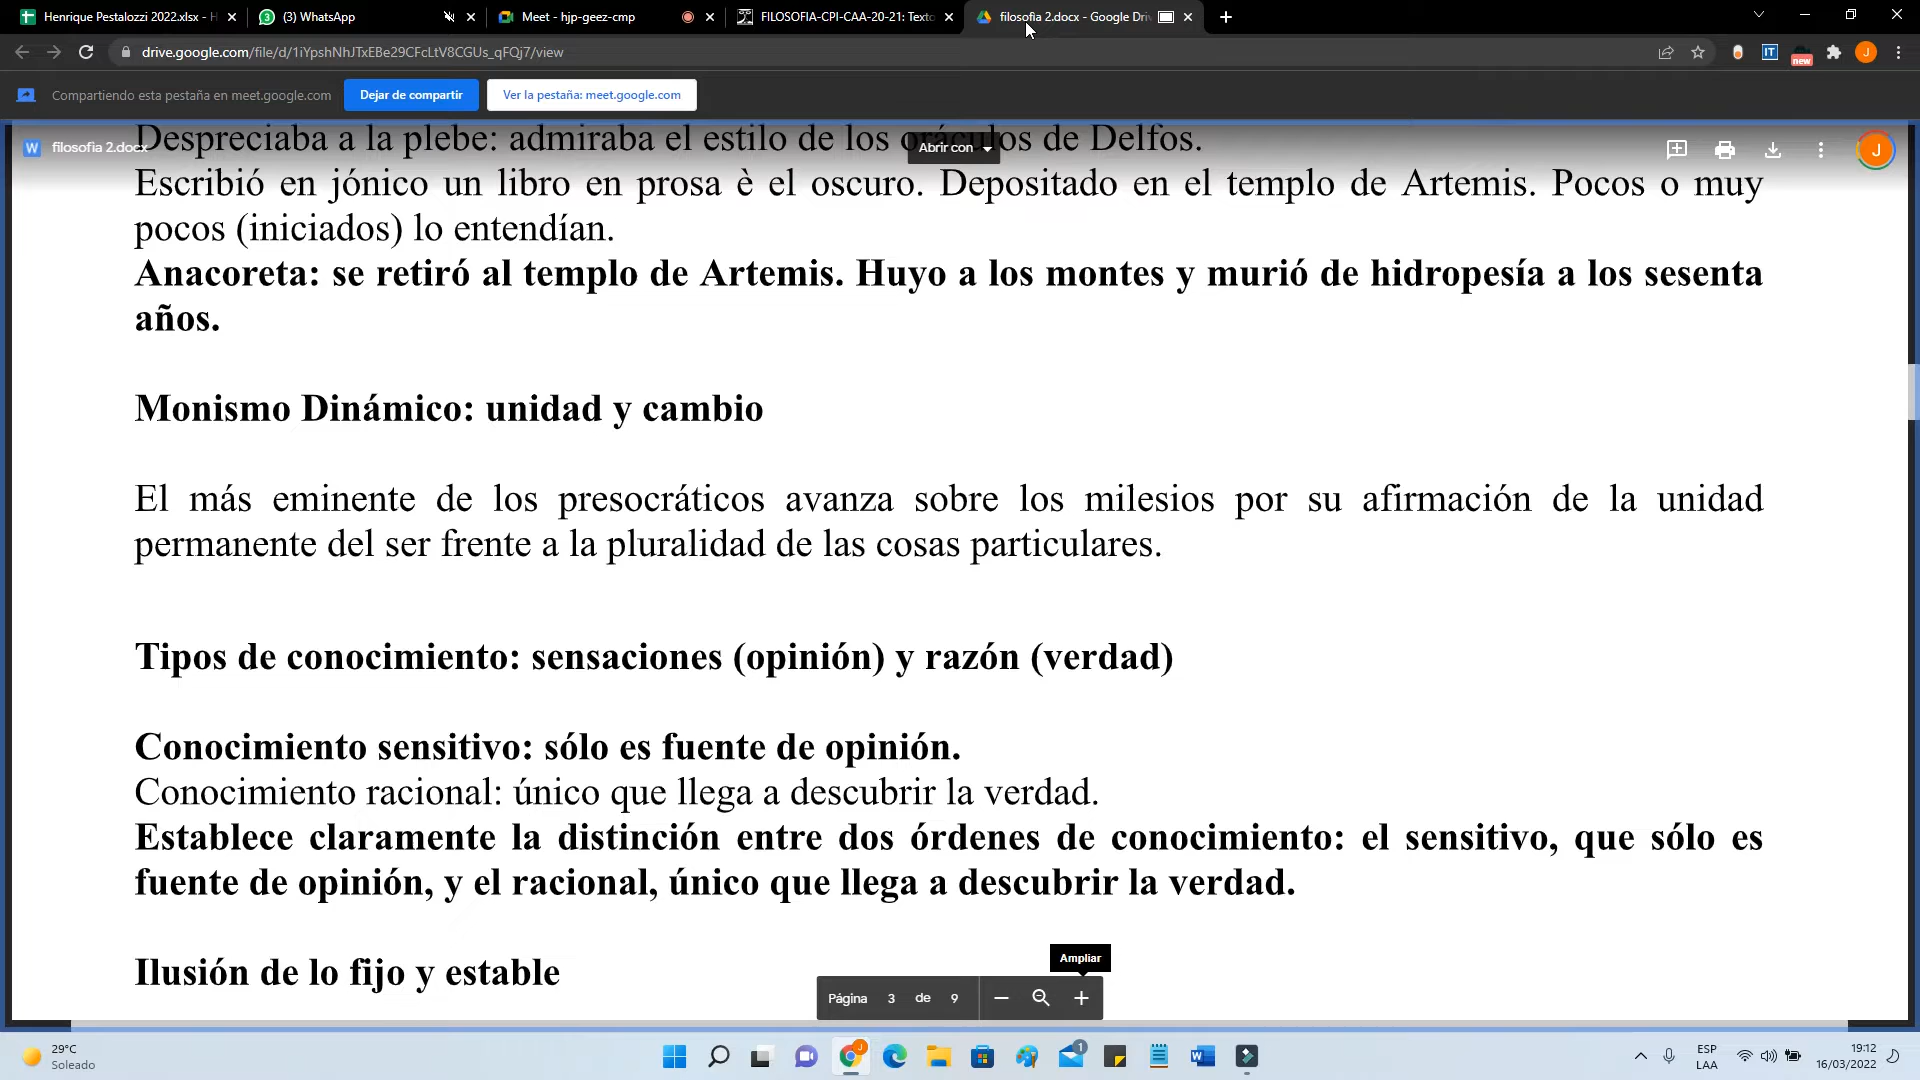 Henrique Pestalozzi 2022.xlsx - H
(3) WhatsApp
Meet - hjp-geez-cmp
FILOSOFIA-CPI-CAA-20-21: Texto
filosofia 2.docx - Google Driv
drive.google.com/file/d/1iYpshNhJTxEBe29CFcLtV8CGUs_qFQj7/view
IT
new
J
Compartiendo esta pestaña en meet.google.com
Dejar de compartir
Ver la pestaña: meet.google.com
W
filosofia 2.docx
Abrir con
J
Despreciaba a la plebe: admiraba el estilo de los oráculos de Delfos.
Escribió en jónico un libro en prosa è el oscuro. Depositado en el templo de Artemis. Pocos o muy
pocos (iniciados) lo entendían.
Anacoreta: se retiró al templo de Artemis. Huyo a los montes y murió de hidropesía a los sesenta
años.
Monismo Dinámico: unidad y cambio
El más eminente de los presocráticos avanza sobre los milesios por su afirmación de la unidad
permanente del ser frente a la pluralidad de las cosas particulares.
Tipos de conocimiento: sensaciones (opinión) y razón (verdad)
Conocimiento sensitivo: sólo es fuente de opinión.
Conocimiento racional: único que llega a descubrir la verdad.
Establece claramente la distinción entre dos órdenes de conocimiento: el sensitivo, que sólo es
fuente de opinión, y el racional, único que llega a descubrir la verdad.
Ilusión de lo fijo y estable
Ampliar
Página 3 de 9
29°C
Soleado
J
1
ESP
LAA
19:12
16/03/2022